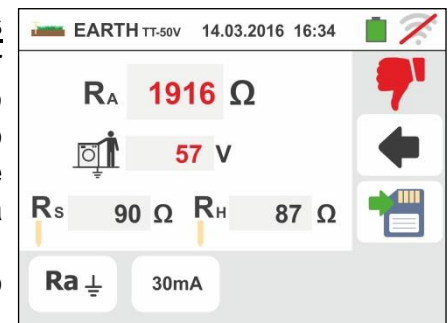 EARTH TT-50V 14.03.2016 16:34
RA 1916 Ω
57 V
Rs 90 Ω RH 87 Ω
Ra 30mA